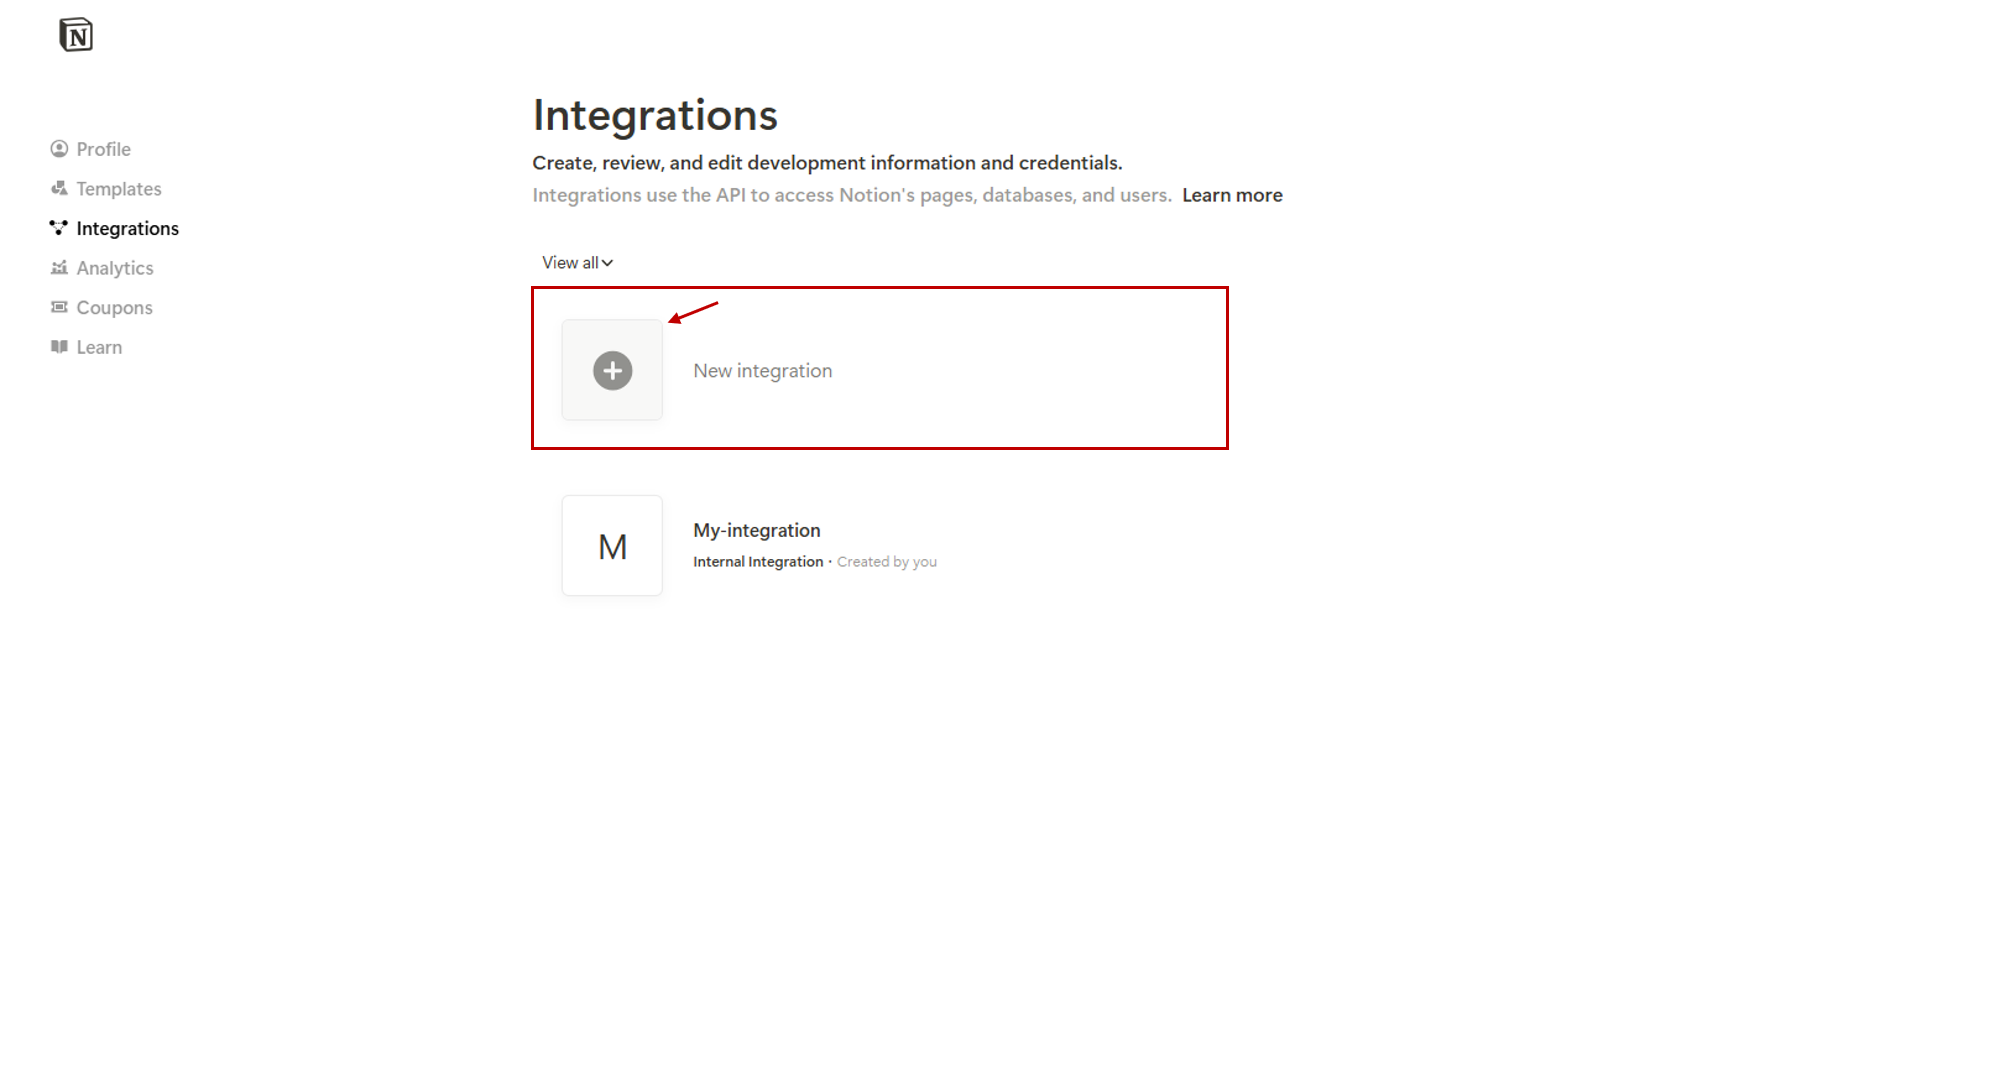 N
Profile
Templates
Integrations
Analytics
Coupons
Learn
Integrations
Create, review, and edit development information and credentials.
Integrations use the API to access Notion's pages, databases, and users. Learn more
View all
New integration
M
My-integration
Internal Integration · Created by you